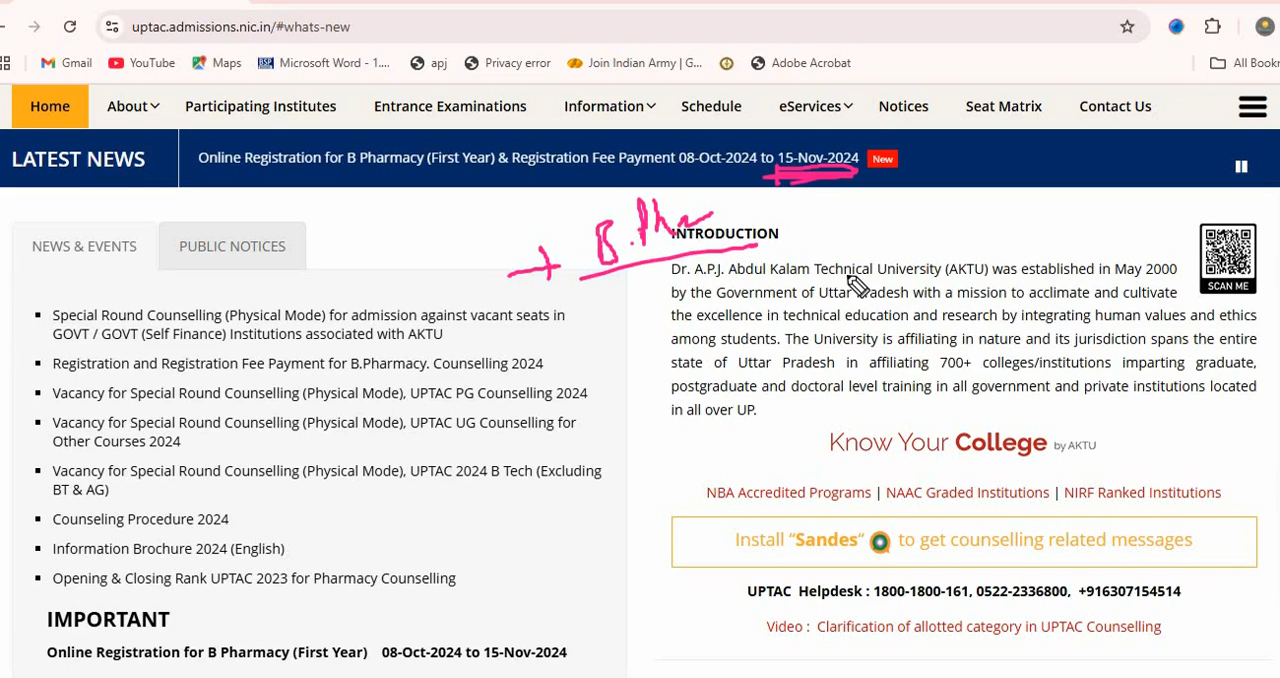 uptac.admissions.nic.in/#whats-new
Gmail YouTube Maps Microsoft Word - 1.... apj Privacy error Join Indian Army | G... Adobe Acrobat All Bookr
Home About Participating Institutes Entrance Examinations Information Schedule eServices Notices Seat Matrix Contact Us
LATEST NEWS Online Registration for B Pharmacy (First Year) & Registration Fee Payment 08-Oct-2024 to 15-Nov-2024 New
B.Pha
NEWS & EVENTS PUBLIC NOTICES
Special Round Counselling (Physical Mode) for admission against vacant seats in
GOVT / GOVT (Self Finance) Institutions associated with AKTU
Registration and Registration Fee Payment for B.Pharmacy. Counselling 2024
Vacancy for Special Round Counselling (Physical Mode), UPTAC PG Counselling 2024
Vacancy for Special Round Counselling (Physical Mode), UPTAC UG Counselling for
Other Courses 2024
Vacancy for Special Round Counselling (Physical Mode), UPTAC 2024 B Tech (Excluding
BT & AG)
Counseling Procedure 2024
Information Brochure 2024 (English)
Opening & Closing Rank UPTAC 2023 for Pharmacy Counselling
IMPORTANT
Online Registration for B Pharmacy (First Year) 08-Oct-2024 to 15-Nov-2024
INTRODUCTION
Dr. A.P.J. Abdul Kalam Technical University (AKTU) was established in May 2000
by the Government of Uttar Pradesh with a mission to acclimate and cultivate
the excellence in technical education and research by integrating human values and ethics
among students. The University is affiliating in nature and its jurisdiction spans the entire
state of Uttar Pradesh in affiliating 700+ colleges/institutions imparting graduate,
postgraduate and doctoral level training in all government and private institutions located
in all over UP.
SCAN ME
Know Your College by AKTU
NBA Accredited Programs | NAAC Graded Institutions | NIRF Ranked Institutions
Install “Sandes“ to get counselling related messages
UPTAC Helpdesk : 1800-1800-161, 0522-2336800, +916307154514
Video : Clarification of allotted category in UPTAC Counselling